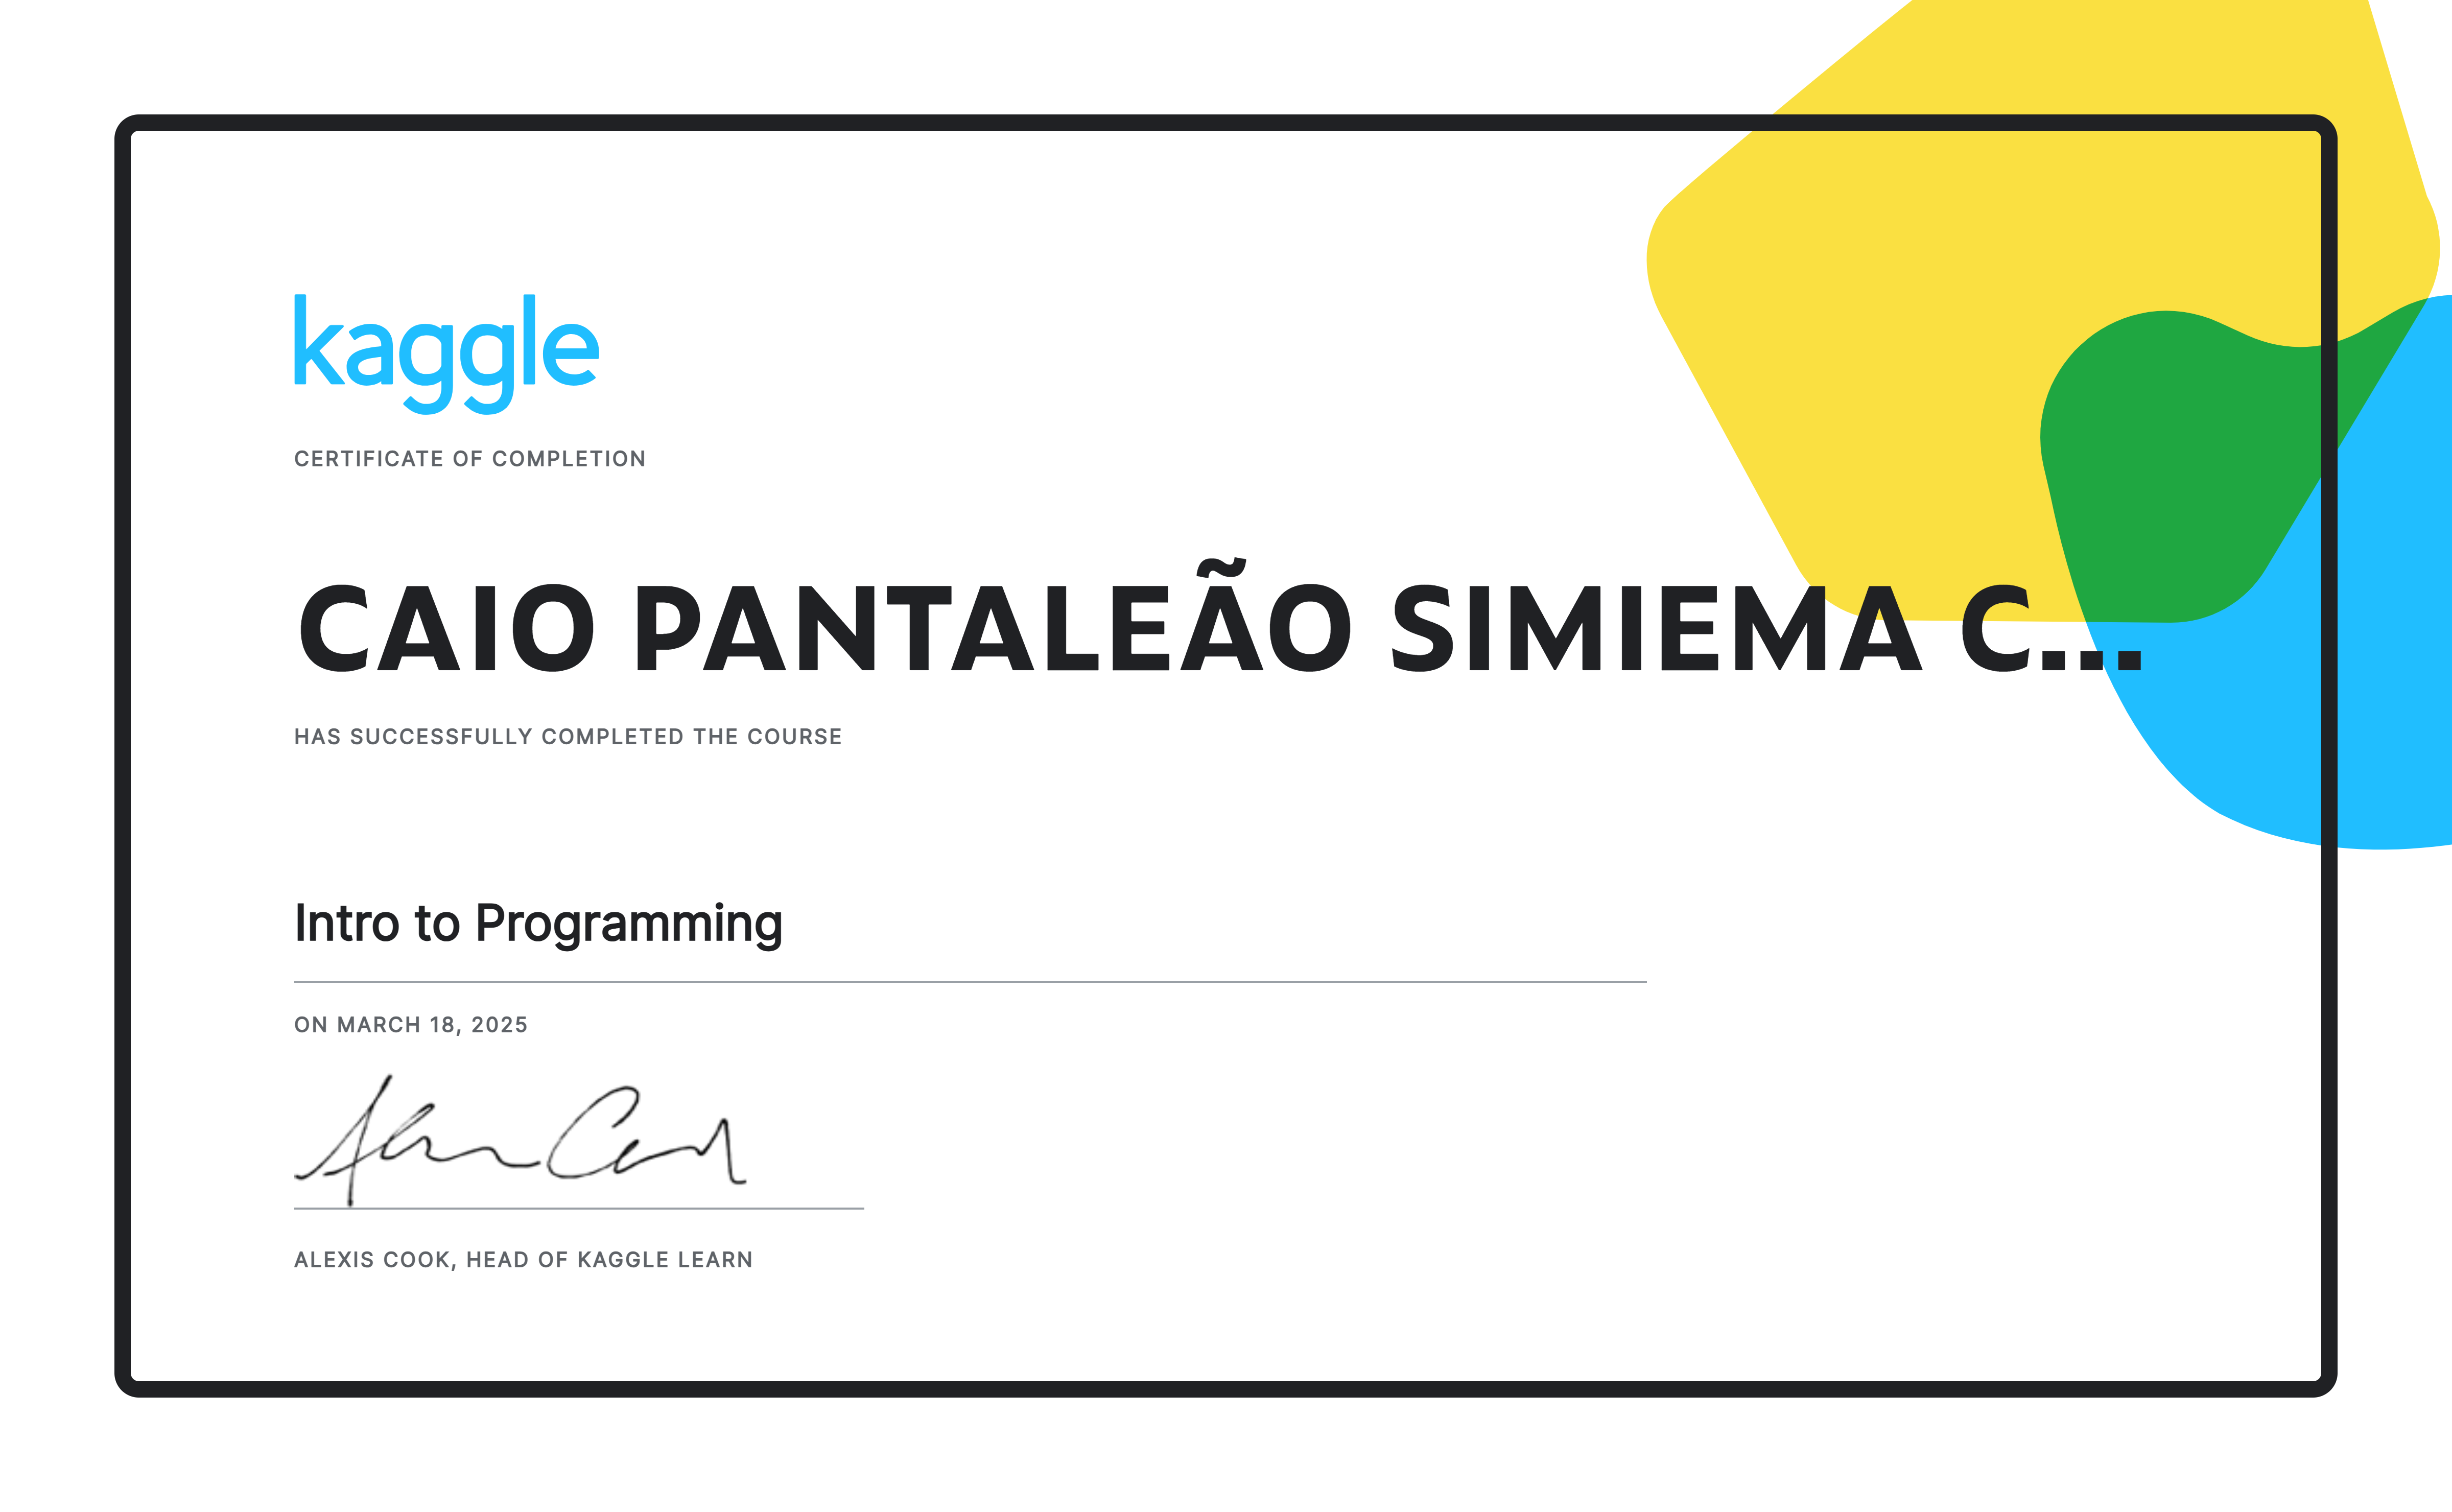 kaggle
CERTIFICATE OF COMPLETION
CAIO PANTALEÃO SIMIEMA C...
HAS SUCCESSFULLY COMPLETED THE COURSE
Intro to Programming
ON MARCH 18, 2025
ALEXIS COOK, HEAD OF KAGGLE LEARN